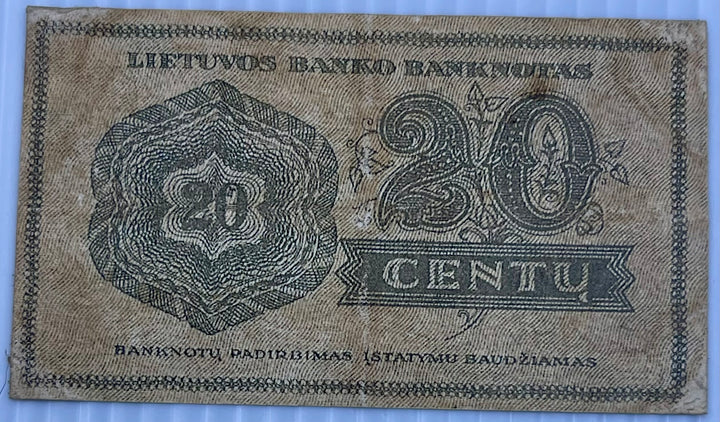 LIETUVOS BANKO BANKNOTAS
20
20
CENTŲ
BANKNOTŲ PADIRBIMAS ĮSTATYMU BAUDŽIAMAS